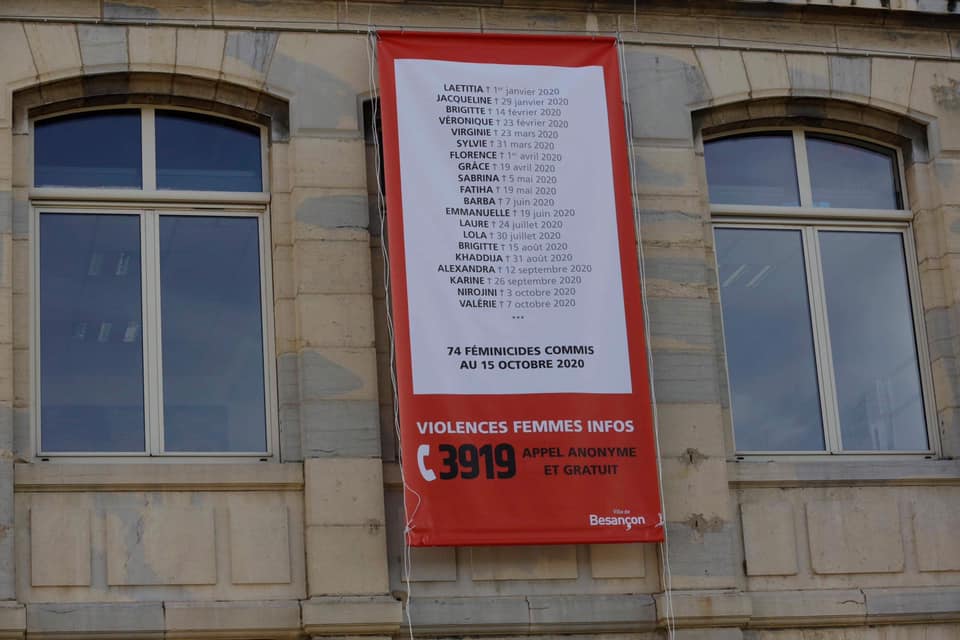 LAETITIA † 1er janvier 2020
JACQUELINE † 29 janvier 2020
BRIGITTE † 14 février 2020
VÉRONIQUE † 23 février 2020
VIRGINIE † 23 mars 2020
SYLVIE † 31 mars 2020
FLORENCE † 1er avril 2020
GRÂCE † 19 avril 2020
SABRINA † 5 mai 2020
FATIHA † 19 mai 2020
BARBA † 7 juin 2020
EMMANUELLE † 19 juin 2020
LAURE † 24 juillet 2020
LOLA † 30 juillet 2020
BRIGITTE † 15 août 2020
KHADDIJA † 31 août 2020
ALEXANDRA † 12 septembre 2020
KARINE † 26 septembre 2020
NIROJINI † 3 octobre 2020
VALÉRIE † 7 octobre 2020
***
74 FÉMINICIDES COMMIS
AU 15 OCTOBRE 2020
VIOLENCES FEMMES INFOS
3919 APPEL ANONYME
ET GRATUIT
Ville de
Besançon